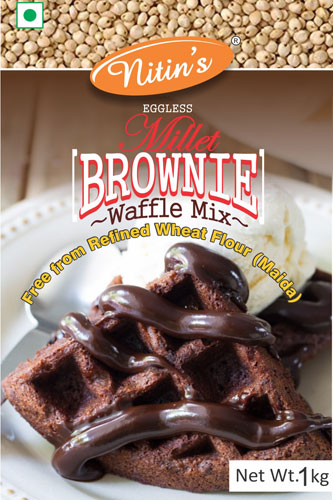 Nitin's®
EGGLESS
Millet
BROWNIE
~Waffle Mix~
Free from Refined Wheat Flour (Maida)
Net Wt.1kg